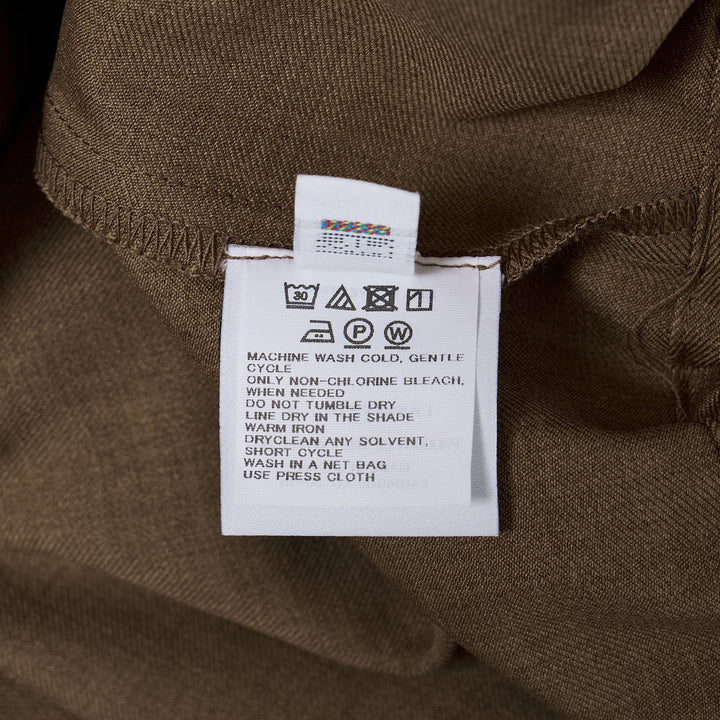 30
P W
MACHINE WASH COLD, GENTLE
CYCLE
ONLY NON-CHLORINE BLEACH,
WHEN NEEDED
DO NOT TUMBLE DRY
LINE DRY IN THE SHADE
WARM IRON
DRYCLEAN ANY SOLVENT,
SHORT CYCLE
WASH IN A NET BAG
USE PRESS CLOTH